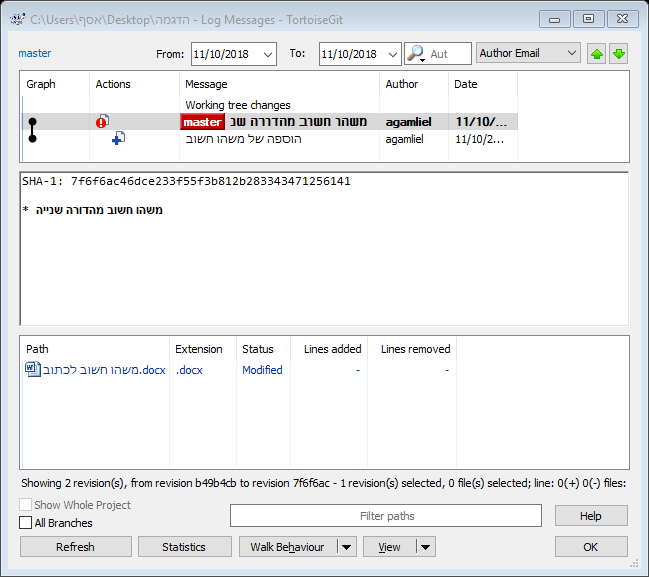 C:\Users\אסף\Desktop\הדגמה - Log Messages - TortoiseGit
master From: 11/10/2018 To: 11/10/2018 Aut Author Email
Graph Actions Message Author Date
Working tree changes
master משהו חשוב מהדורה שנ agamliel 11/10/...
הוספה של משהו חשוב agamliel 11/10/2...
SHA-1: 7f6f6ac46dce233f55f3b812b283343471256141
* משהו חשוב מהדורה שנייה
Path Extension Status Lines added Lines removed
משהו חשוב לכתוב.docx .docx Modified - -
Showing 2 revision(s), from revision b49b4cb to revision 7f6f6ac - 1 revision(s) selected, 0 file(s) selected; line: 0(+) 0(-) files:
Show Whole Project
All Branches
Filter paths
Help
Refresh Statistics Walk Behaviour View OK